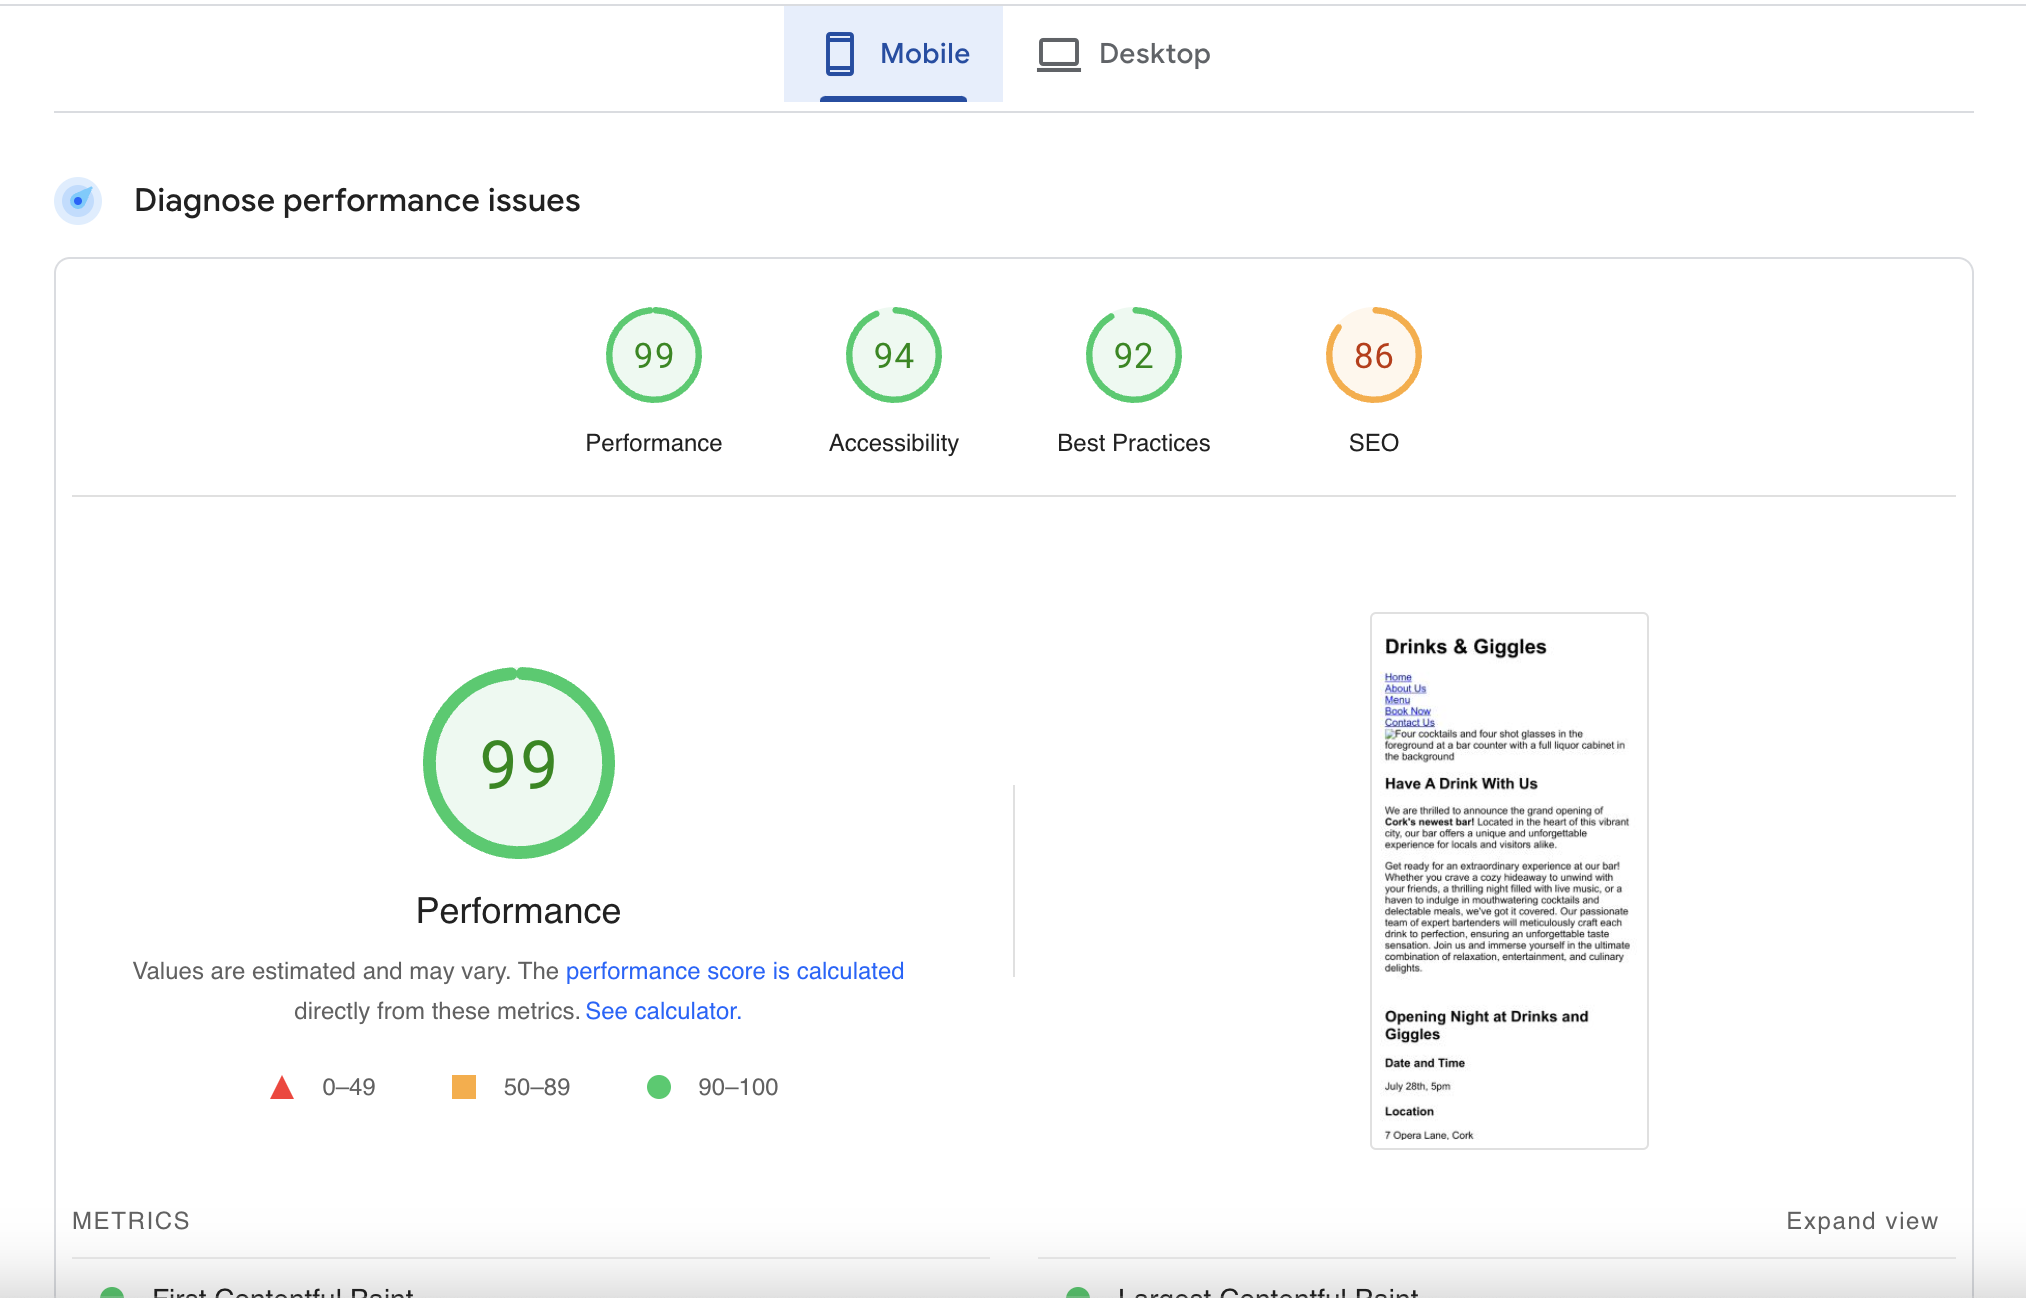 Mobile
Desktop
Diagnose performance issues
99
94
92
86
Performance
Accessibility
Best Practices
SEO
99
Performance
Values are estimated and may vary. The performance score is calculated
directly from these metrics. See calculator.
0–49
50–89
90–100
Drinks & Giggles
Home
About Us
Menu
Book Now
Contact Us
Four cocktails and four shot glasses in the
foreground at a bar counter with a full liquor cabinet in
the background
Have A Drink With Us
We are thrilled to announce the grand opening of
Cork's newest bar! Located in the heart of this vibrant
city, our bar offers a unique and unforgettable
experience for locals and visitors alike.
Get ready for an extraordinary experience at our bar!
Whether you crave a cozy hideaway to unwind with
your friends, a thrilling night filled with live music, or a
haven to indulge in mouthwatering cocktails and
delectable meals, we've got it covered. Our passionate
team of expert bartenders will meticulously craft each
drink to perfection, ensuring an unforgettable taste
sensation. Join us and immerse yourself in the ultimate
combination of relaxation, entertainment, and culinary
delights.
Opening Night at Drinks and
Giggles
Date and Time
July 28th, 5pm
Location
7 Opera Lane, Cork
METRICS
Expand view
First Contentful Paint
Largest Contentful Paint